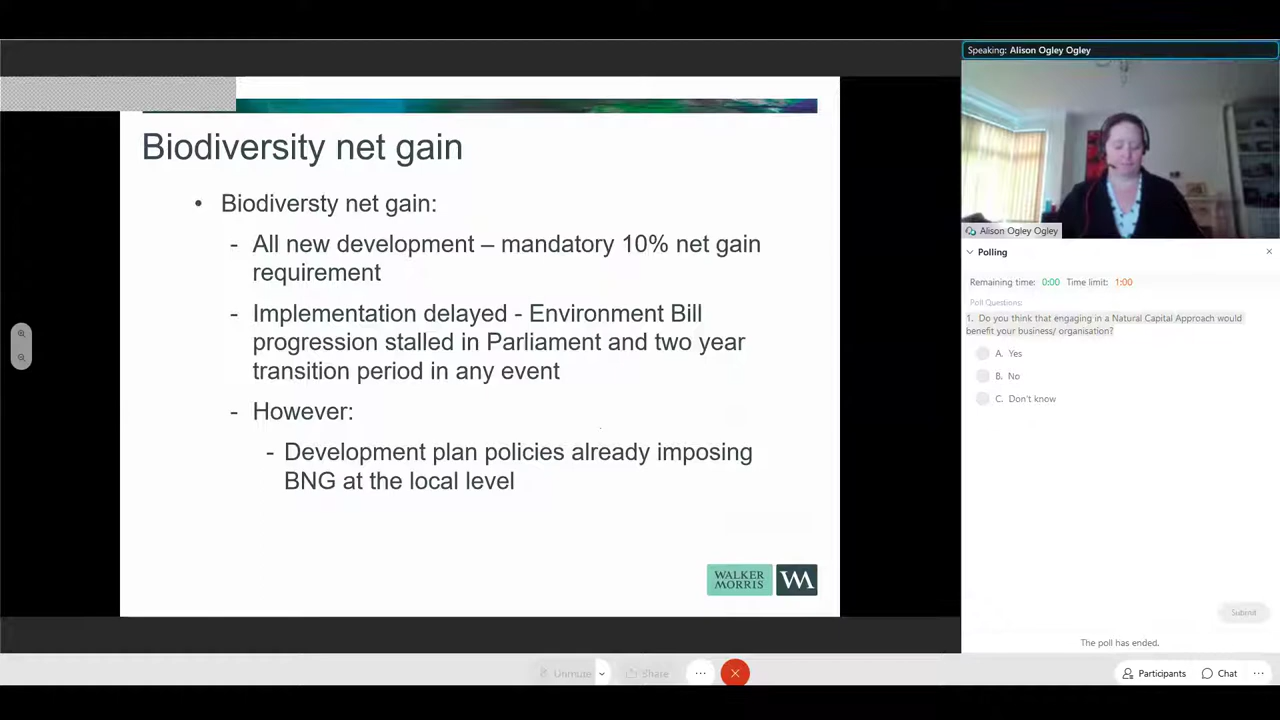 Speaking: Alison Ogley Ogley
Biodiversity net gain
• Biodiversty net gain:
- All new development – mandatory 10% net gain
requirement
- Implementation delayed - Environment Bill
progression stalled in Parliament and two year
transition period in any event
- However:
- Development plan policies already imposing
BNG at the local level
WALKER
MORRIS
WM
Alison Ogley Ogley
Polling
Remaining time: 0:00 Time limit: 1:00
Poll Questions:
1. Do you think that engaging in a Natural Capital Approach would
benefit your business/ organisation?
A. Yes
B. No
C. Don't know
Submit
The poll has ended.
Unmute
Share
Participants
Chat